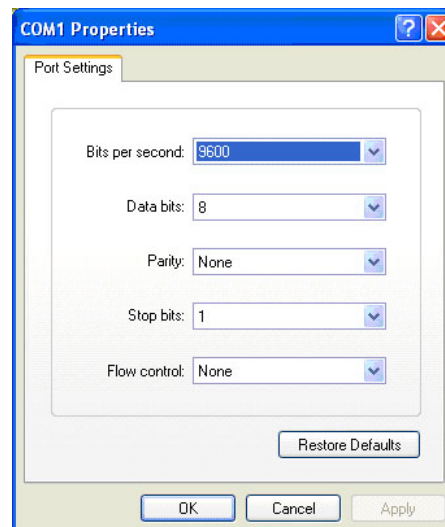 COM1 Properties
Port Settings
Bits per second: 9600
Data bits: 8
Parity: None
Stop bits: 1
Flow control: None
Restore Defaults
OK Cancel Apply